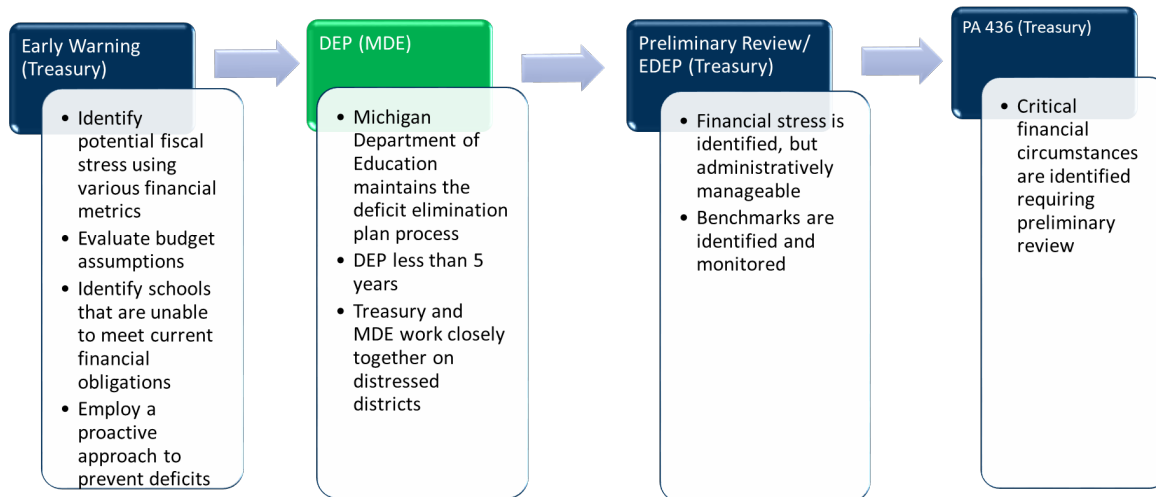 Early Warning
(Treasury)
• Identify
potential fiscal
stress using
various financial
metrics
• Evaluate budget
assumptions
• Identify schools
that are unable
to meet current
financial
obligations
• Employ a
proactive
approach to
prevent deficits
DEP (MDE)
• Michigan
Department of
Education
maintains the
deficit elimination
plan process
• DEP less than 5
years
• Treasury and
MDE work closely
together on
distressed
districts
Preliminary Review/
EDEP (Treasury)
• Financial stress is
identified, but
administratively
manageable
• Benchmarks are
identified and
monitored
PA 436 (Treasury)
• Critical
financial
circumstances
are identified
requiring
preliminary
review